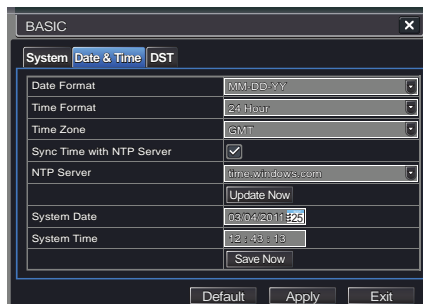 BASIC
System Date & Time DST
Date Format MM-DD/YY
Time Format 24 Hour
Time Zone GMT
Sync Time with NTP Server
NTP Server time.windows.com
Update Now
System Date 03/04/2011
System Time 12 : 43 : 13
Save Now
Default Apply Exit